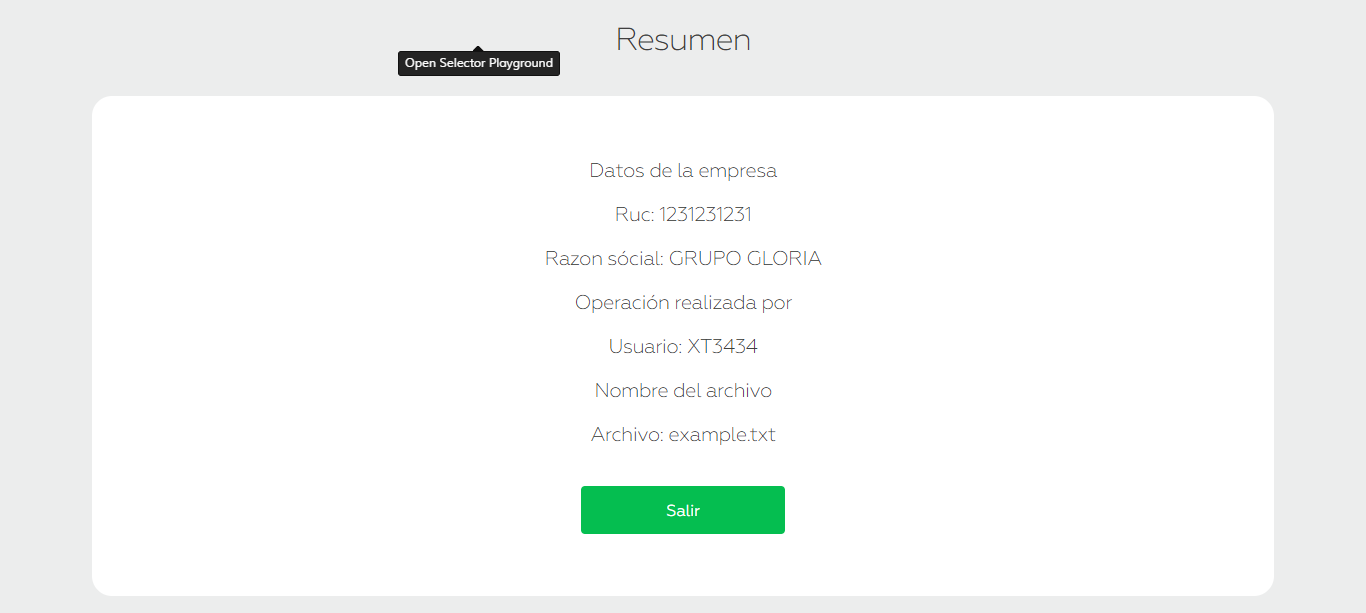 Resumen
Open Selector Playground
Datos de la empresa
Ruc: 1231231231
Razon sócial: GRUPO GLORIA
Operación realizada por
Usuario: XT3434
Nombre del archivo
Archivo: example.txt
Salir